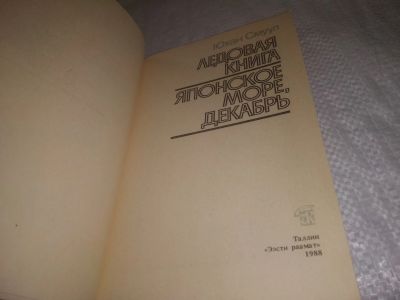 Юхан Смуул
ЛЕДОВАЯ
КНИГА
ЯПОНСКОЕ
МОРЕ,
ДЕКАБРЬ
Таллин
«Ээсти раамат»
1988